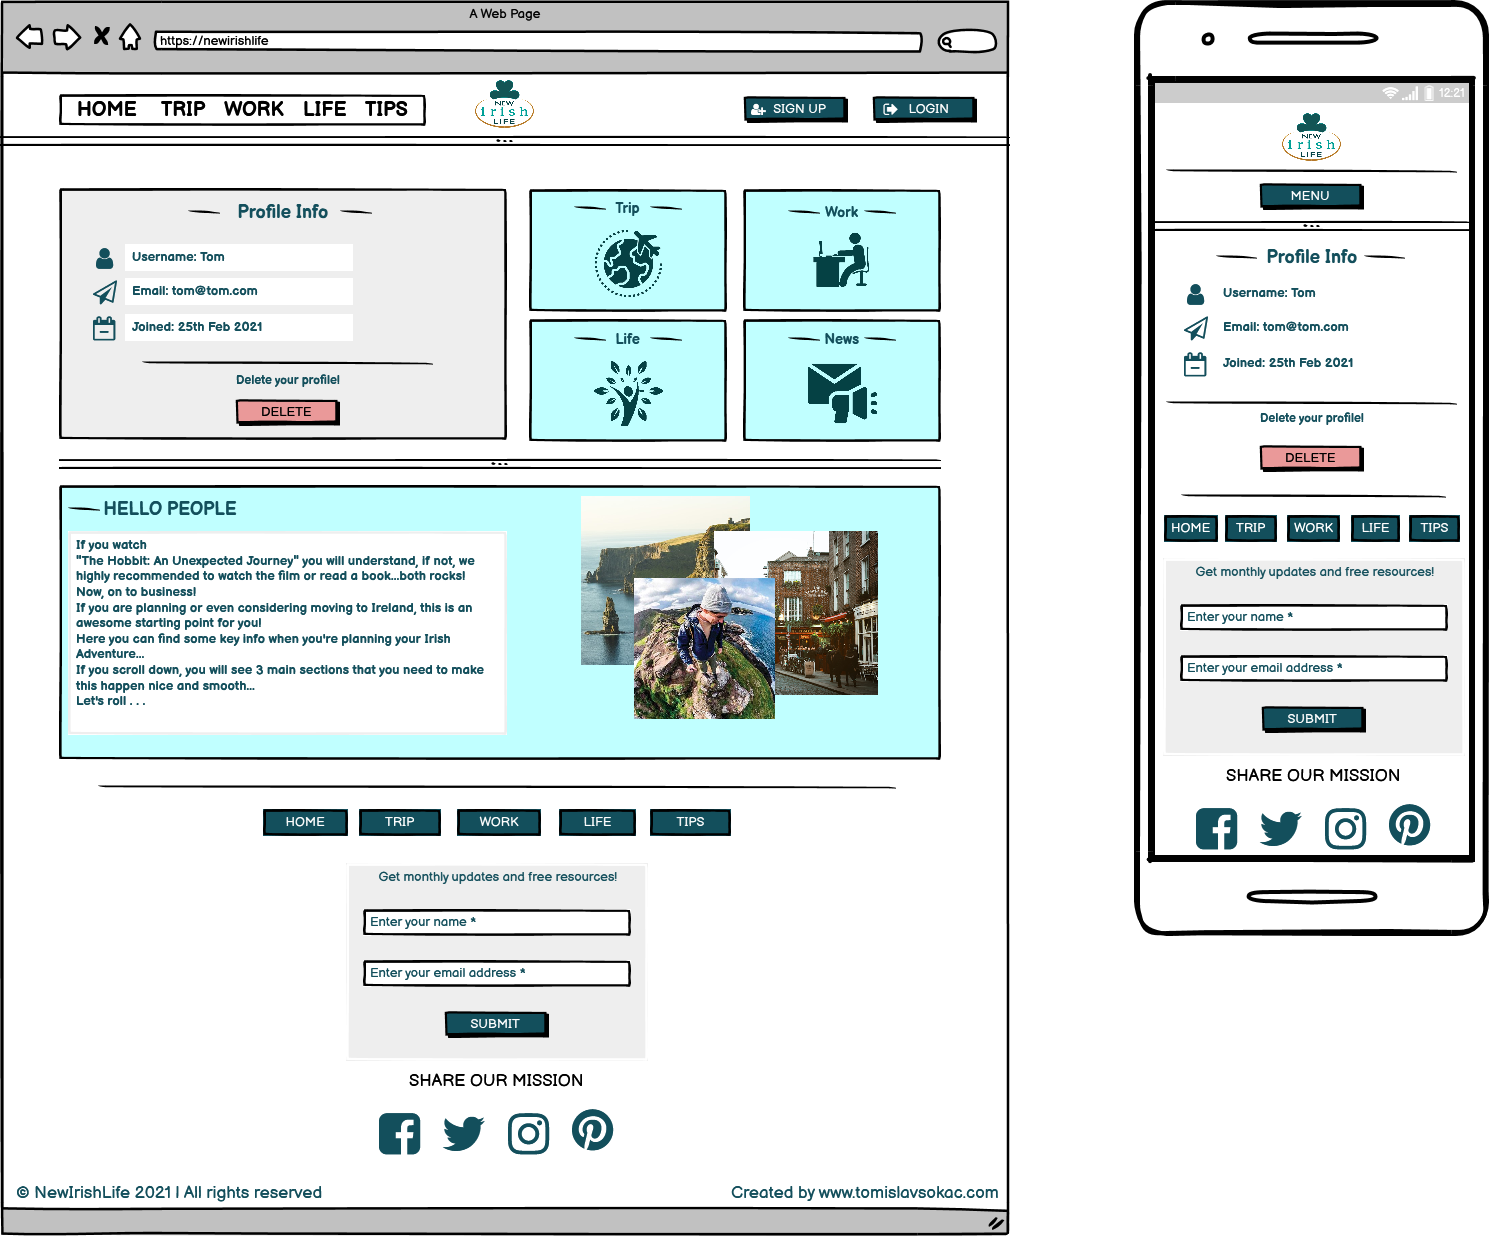 A Web Page
https://newirishlife
HOME TRIP WORK LIFE TIPS
NEW
irish
LIFE
SIGN UP
LOGIN
Profile Info
Username: Tom
Email: tom@tom.com
Joined: 25th Feb 2021
Delete your profile!
DELETE
Trip
Work
Life
News
HELLO PEOPLE
If you watch
"The Hobbit: An Unexpected Journey" you will understand, if not, we
highly recommended to watch the film or read a book...both rocks!
Now, on to business!
If you are planning or even considering moving to Ireland, this is an
awesome starting point for you!
Here you can find some key info when you're planning your Irish
Adventure...
If you scroll down, you will see 3 main sections that you need to make
this happen nice and smooth...
Let's roll . . .
HOME TRIP WORK LIFE TIPS
Get monthly updates and free resources!
Enter your name *
Enter your email address *
SUBMIT
SHARE OUR MISSION
© NewIrishLife 2021 | All rights reserved
Created by www.tomislavsokac.com
12:21
NEW
irish
LIFE
MENU
Profile Info
Username: Tom
Email: tom@tom.com
Joined: 25th Feb 2021
Delete your profile!
DELETE
HOME TRIP WORK LIFE TIPS
Get monthly updates and free resources!
Enter your name *
Enter your email address *
SUBMIT
SHARE OUR MISSION